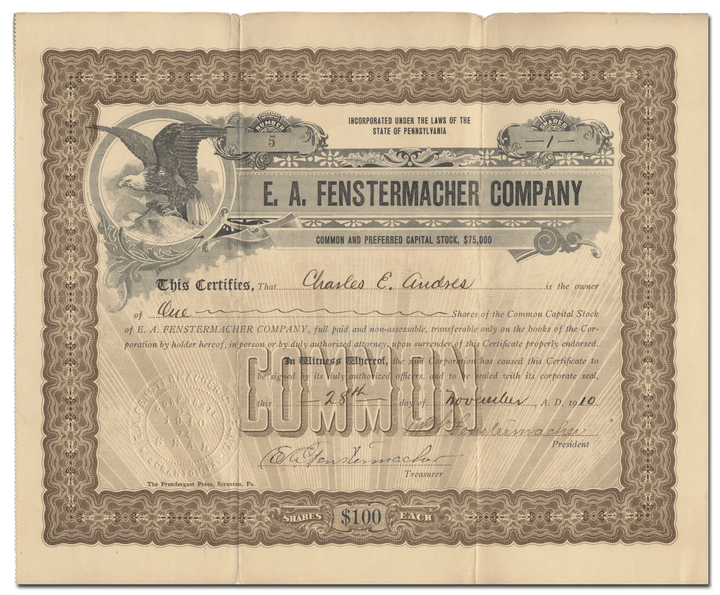 INCORPORATED UNDER THE LAWS OF THE
STATE OF PENNSYLVANIA
NUMBER
5
SHARES
1
E. A. FENSTERMACHER COMPANY
COMMON AND PREFERRED CAPITAL STOCK, $75,000
This Certifies, That Charles E. Andres is the owner
of One Shares of the Common Capital Stock
of E. A. FENSTERMACHER COMPANY, full paid and non-assessable, transferable only on the books of the Cor-
poration by holder hereof, in person or by duly authorized attorney, upon surrender of this Certificate properly endorsed.
In Witness Whereof, the said Corporation has caused this Certificate to
be signed by its duly authorized officers, and to be sealed with its corporate seal,
this 28th day of November A. D. 1910
COMMON
Fenstermacher
President
E A Fenstermacher
Treasurer
The Prendergast Press, Scranton, Pa.
SHARES $100 EACH